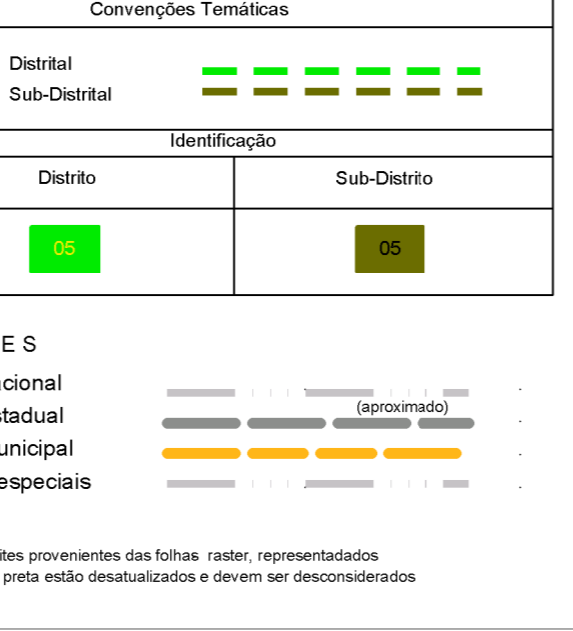 Convenções Temáticas
Distrital
Sub-Distrital
Identificação
Distrito Sub-Distrito
05 05
E S
cional
stadual (aproximado)
unicipal
especiais
ites provenientes das folhas raster, representadados
preta estão desatualizados e devem ser desconsiderados